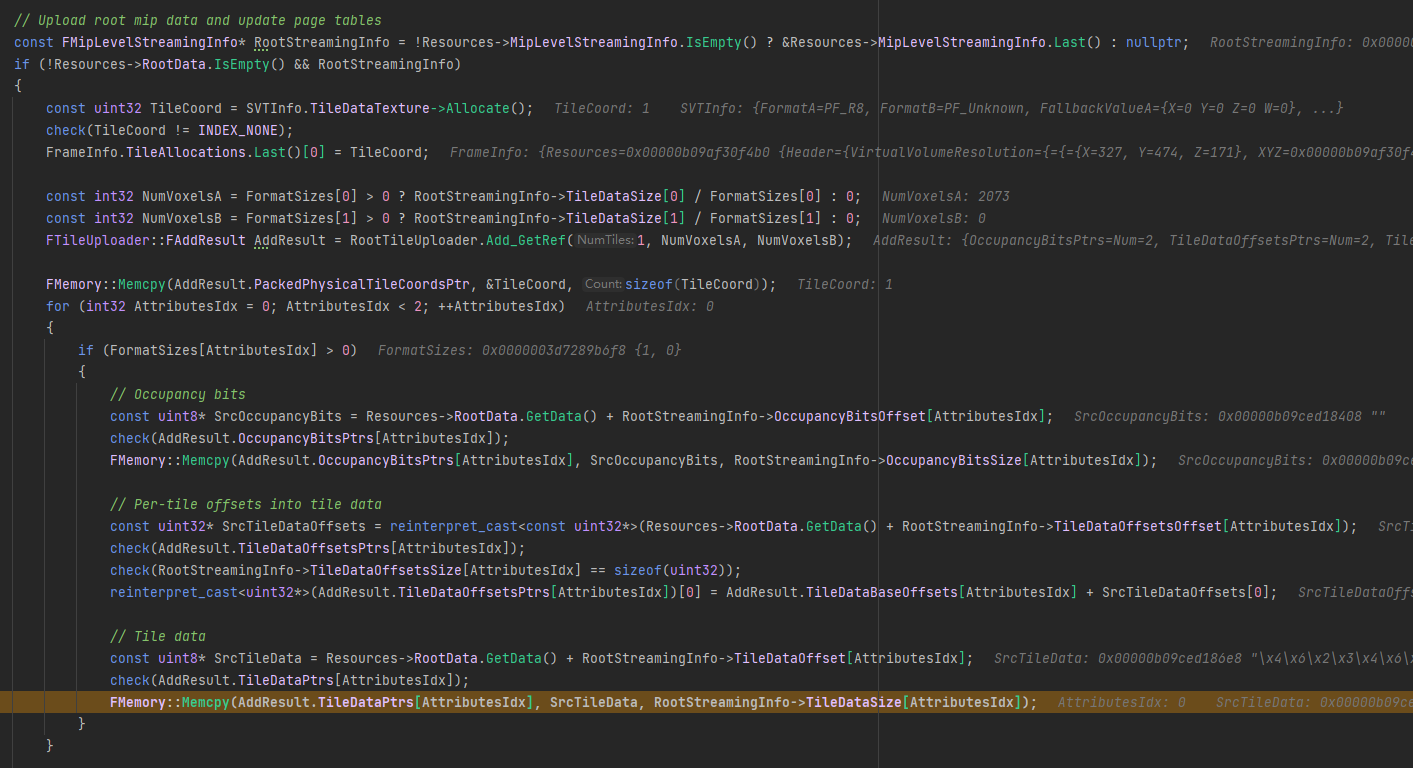 // Upload root mip data and update page tables
const FMipLevelStreamingInfo* RootStreamingInfo = !Resources->MipLevelStreamingInfo.IsEmpty() ? &Resources->MipLevelStreamingInfo.Last() : nullptr; RootStreamingInfo: 0x0000
if (!Resources->RootData.IsEmpty() && RootStreamingInfo)
{
const uint32 TileCoord = SVTInfo.TileDataTexture->Allocate(); TileCoord: 1 SVTInfo: {FormatA=PF_R8, FormatB=PF_Unknown, FallbackValueA={X=0 Y=0 Z=0 W=0}, ...}
check(TileCoord != INDEX_NONE);
FrameInfo.TileAllocations.Last()[0] = TileCoord; FrameInfo: {Resources=0x00000b09af30f4b0 {Header={VirtualVolumeResolution={={={X=327, Y=474, Z=171}, XYZ=0x00000b09af30f4
const int32 NumVoxelsA = FormatSizes[0] > 0 ? RootStreamingInfo->TileDataSize[0] / FormatSizes[0] : 0; NumVoxelsA: 2073
const int32 NumVoxelsB = FormatSizes[1] > 0 ? RootStreamingInfo->TileDataSize[1] / FormatSizes[1] : 0; NumVoxelsB: 0
FTileUploader::FAddResult AddResult = RootTileUploader.Add_GetRef(NumTiles: 1, NumVoxelsA, NumVoxelsB); AddResult: {OccupancyBitsPtrs=Num=2, TileDataOffsetsPtrs=Num=2, Tile
FMemory::Memcpy(AddResult.PackedPhysicalTileCoordsPtr, &TileCoord, Count: sizeof(TileCoord)); TileCoord: 1
for (int32 AttributesIdx = 0; AttributesIdx < 2; ++AttributesIdx) AttributesIdx: 0
{
if (FormatSizes[AttributesIdx] > 0) FormatSizes: 0x0000003d7289b6f8 {1, 0}
{
// Occupancy bits
const uint8* SrcOccupancyBits = Resources->RootData.GetData() + RootStreamingInfo->OccupancyBitsOffset[AttributesIdx]; SrcOccupancyBits: 0x00000b09ced18408 ""
check(AddResult.OccupancyBitsPtrs[AttributesIdx]);
FMemory::Memcpy(AddResult.OccupancyBitsPtrs[AttributesIdx], SrcOccupancyBits, RootStreamingInfo->OccupancyBitsSize[AttributesIdx]); SrcOccupancyBits: 0x00000b09ce
// Per-tile offsets into tile data
const uint32* SrcTileDataOffsets = reinterpret_cast<const uint32*>(Resources->RootData.GetData() + RootStreamingInfo->TileDataOffsetsOffset[AttributesIdx]); SrcTi
check(AddResult.TileDataOffsetsPtrs[AttributesIdx]);
check(RootStreamingInfo->TileDataOffsetsSize[AttributesIdx] == sizeof(uint32));
reinterpret_cast<uint32*>(AddResult.TileDataOffsetsPtrs[AttributesIdx])[0] = AddResult.TileDataBaseOffsets[AttributesIdx] + SrcTileDataOffsets[0]; SrcTileDataOffs
// Tile data
const uint8* SrcTileData = Resources->RootData.GetData() + RootStreamingInfo->TileDataOffset[AttributesIdx]; SrcTileData: 0x00000b09ced186e8 "\x4\x6\x2\x3\x4\x6\x
check(AddResult.TileDataPtrs[AttributesIdx]);
FMemory::Memcpy(AddResult.TileDataPtrs[AttributesIdx], SrcTileData, RootStreamingInfo->TileDataSize[AttributesIdx]); AttributesIdx: 0 SrcTileData: 0x00000b09ce
}
}